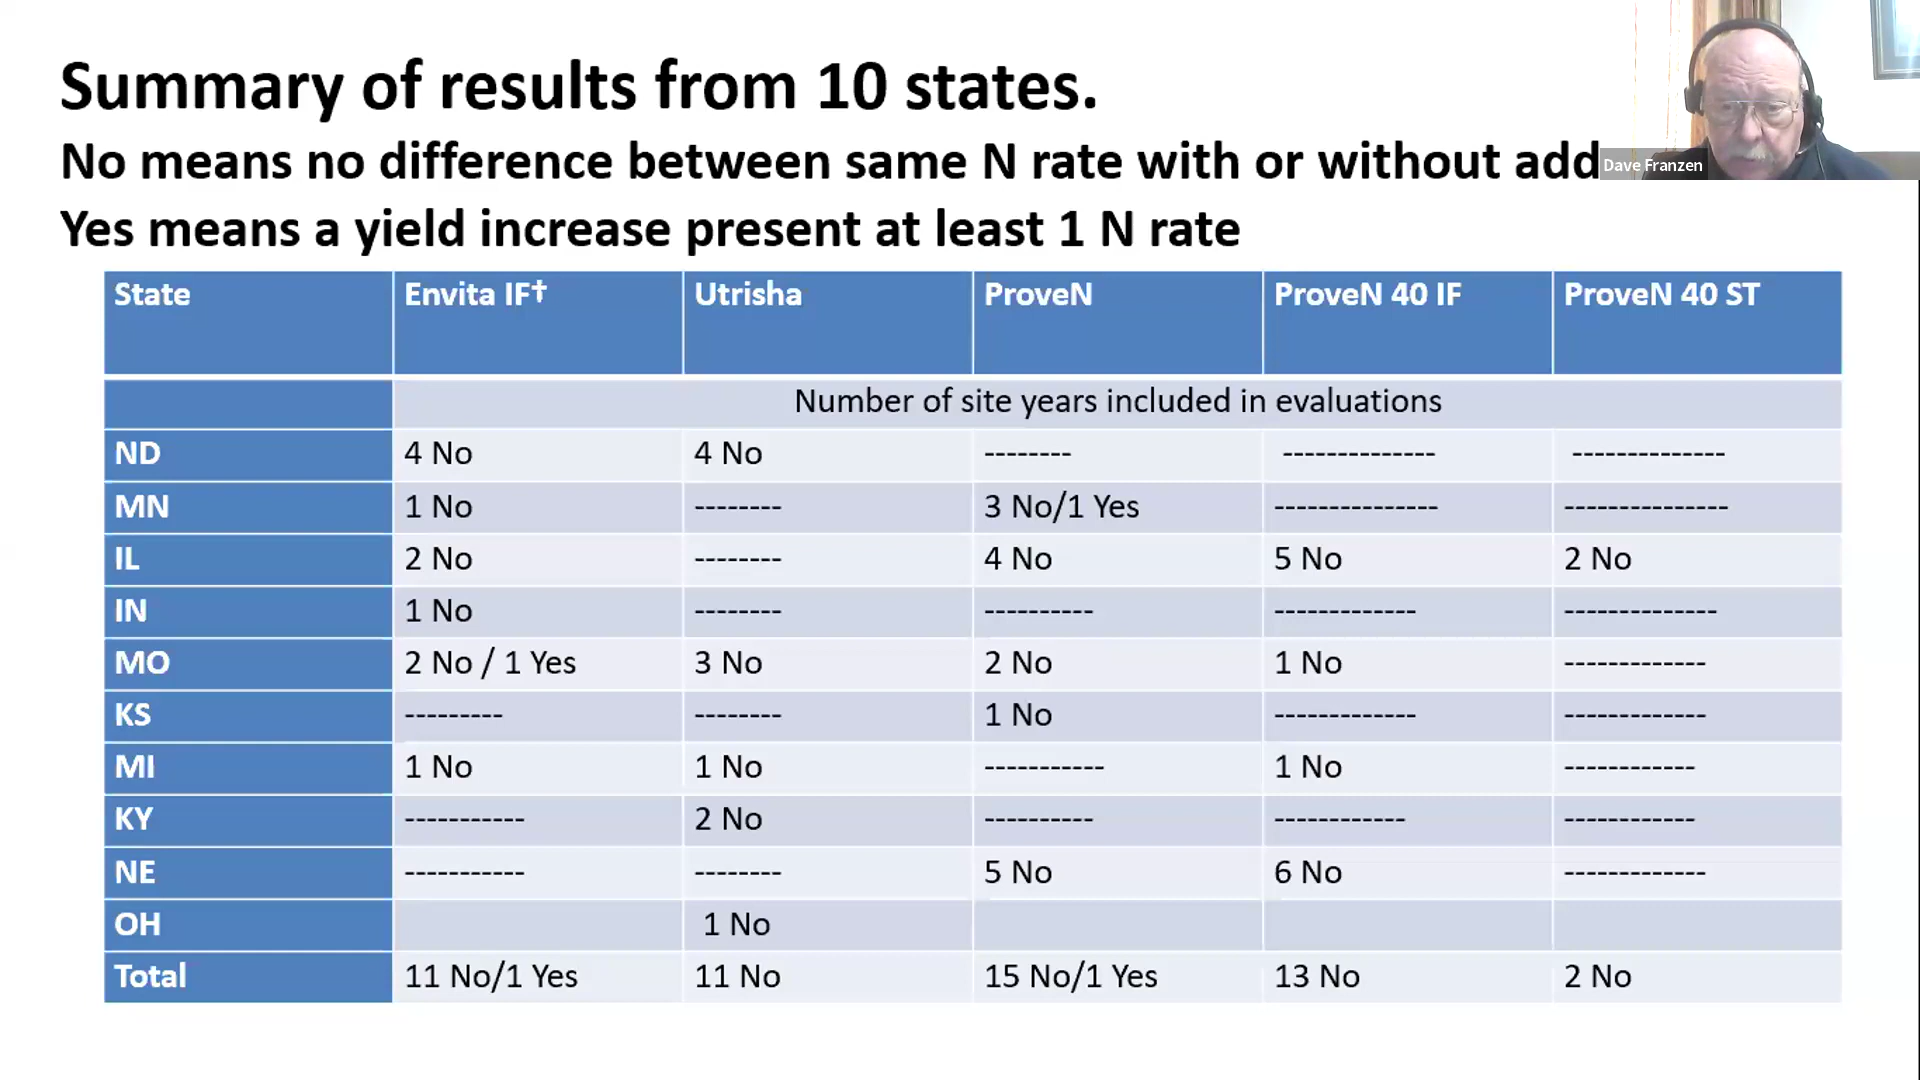 Summary of results from 10 states.
No means no difference between same N rate with or without add
Dave Franzen
Yes means a yield increase present at least 1 N rate
State Envita IF† Utrisha ProveN ProveN 40 IF ProveN 40 ST
Number of site years included in evaluations
ND 4 No 4 No -------- -------------- --------------
MN 1 No -------- 3 No/1 Yes --------------- ---------------
IL 2 No -------- 4 No 5 No 2 No
IN 1 No -------- ---------- ------------- --------------
MO 2 No / 1 Yes 3 No 2 No 1 No -------------
KS --------- -------- 1 No ------------- -------------
MI 1 No 1 No ----------- 1 No ------------
KY ----------- 2 No ---------- ------------ ------------
NE ----------- -------- 5 No 6 No -------------
OH 1 No
Total 11 No/1 Yes 11 No 15 No/1 Yes 13 No 2 No